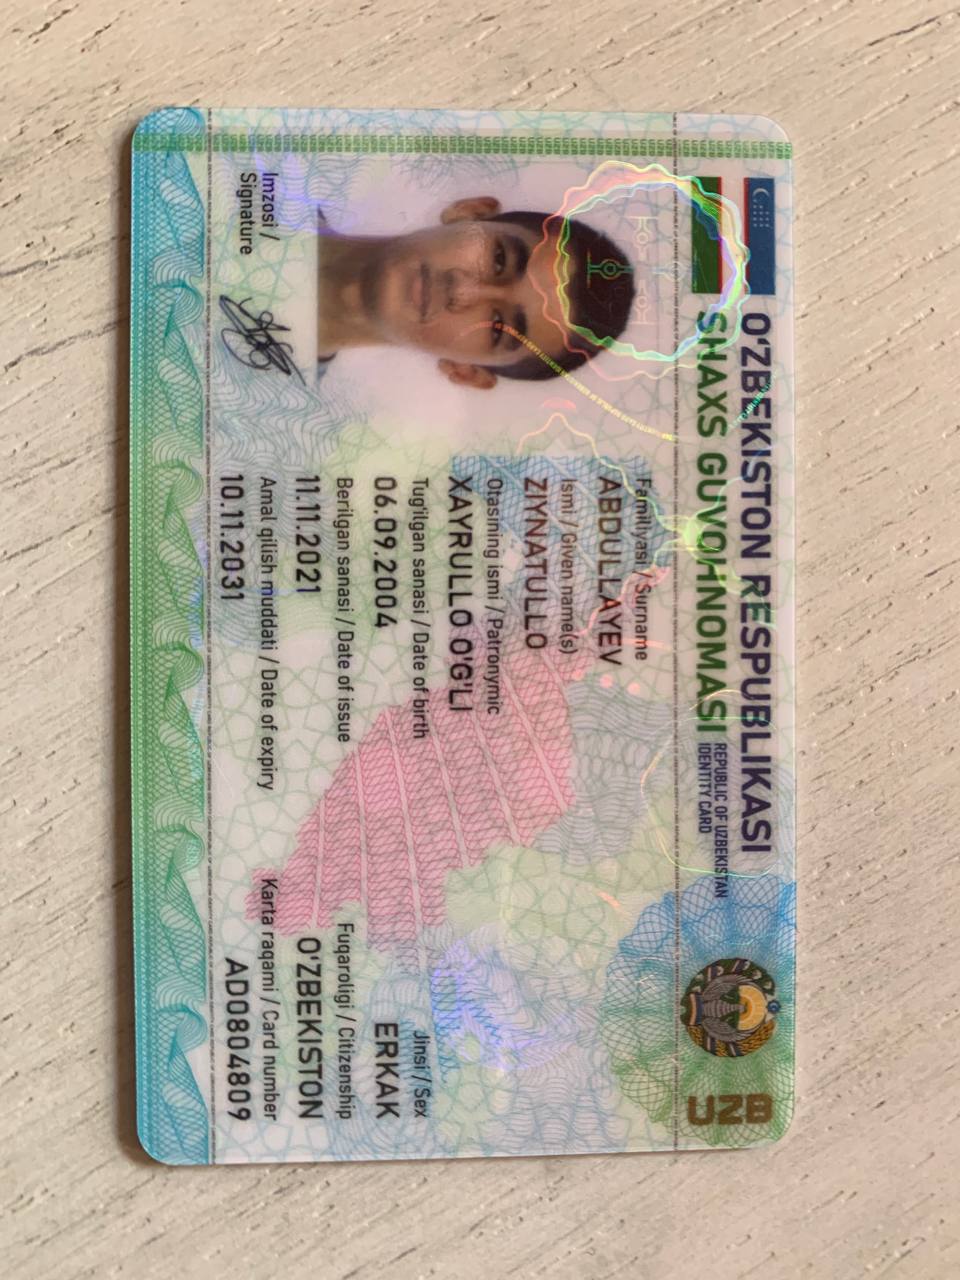 O'ZBEKISTON RESPUBLIKASI
SHAXS GUVOHNOMASI
REPUBLIC OF UZBEKISTAN
IDENTITY CARD
UZB
Familiyasi / Surname
ABDULLAYEV
Ismi / Given name(s)
ZIYNATULLO
Otasining ismi / Patronymic
XAYRULLO O'G'LI
Tug'ilgan sanasi / Date of birth
06.09.2004
Jinsi / Sex
ERKAK
Berilgan sanasi / Date of issue
11.11.2021
Fuqaroligi / Citizenship
O'ZBEKISTON
Amal qilish muddati / Date of expiry
10.11.2031
Karta raqami / Card number
AD0804809
Imzosi /
Signature